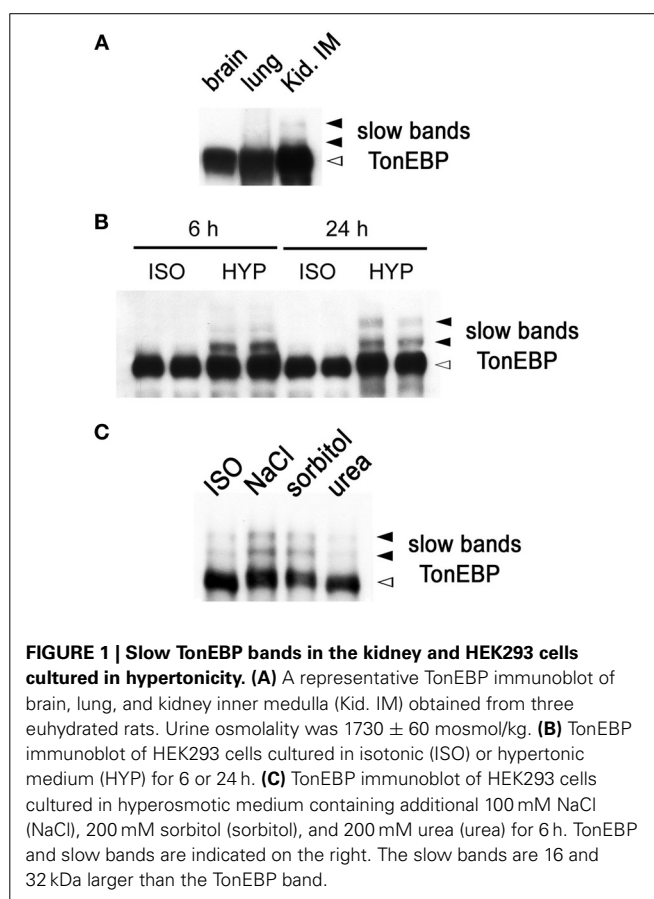 A
brain lung Kid. IM
slow bands
TonEBP
B
6 h 24 h
ISO HYP ISO HYP
slow bands
TonEBP
C
ISO NaCl sorbitol urea
slow bands
TonEBP
FIGURE 1 | Slow TonEBP bands in the kidney and HEK293 cells
cultured in hypertonicity. (A) A representative TonEBP immunoblot of
brain, lung, and kidney inner medulla (Kid. IM) obtained from three
euhydrated rats. Urine osmolality was 1730 ± 60 mosmol/kg. (B) TonEBP
immunoblot of HEK293 cells cultured in isotonic (ISO) or hypertonic
medium (HYP) for 6 or 24 h. (C) TonEBP immunoblot of HEK293 cells
cultured in hyperosmotic medium containing additional 100 mM NaCl
(NaCl), 200 mM sorbitol (sorbitol), and 200 mM urea (urea) for 6 h. TonEBP
and slow bands are indicated on the right. The slow bands are 16 and
32 kDa larger than the TonEBP band.